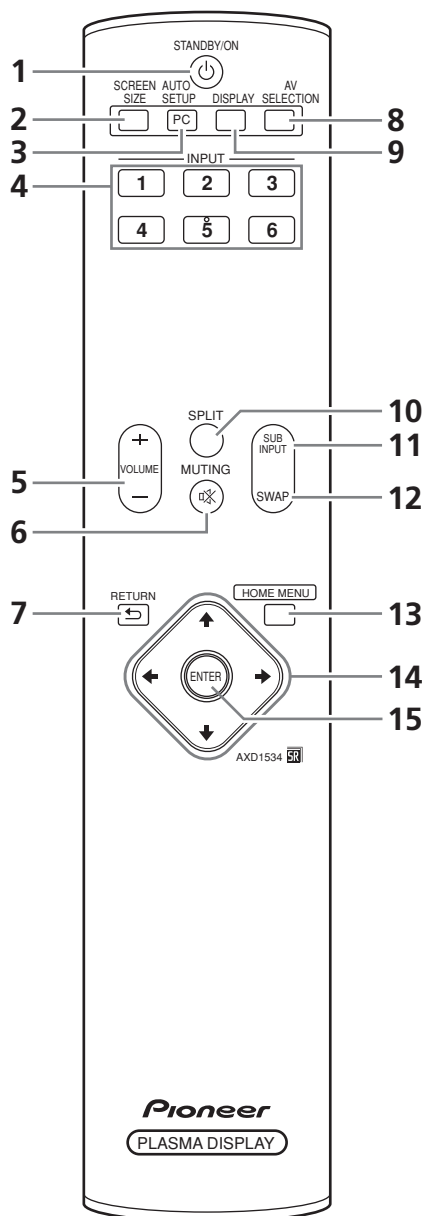 STANDBY/ON
1
SCREEN SIZE
AUTO SETUP
DISPLAY
AV SELECTION
2
PC
8
3
9
INPUT
4
1 2 3
4 5 6
SPLIT
10
+
VOLUME
–
SUB INPUT
11
5
MUTING
SWAP
12
6
RETURN
HOME MENU
7
13
ENTER
14
15
AXD1534 SR
Pioneer
PLASMA DISPLAY